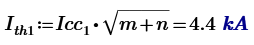 I_th1 := Icc_1 • √(m+n) = 4.4 kA